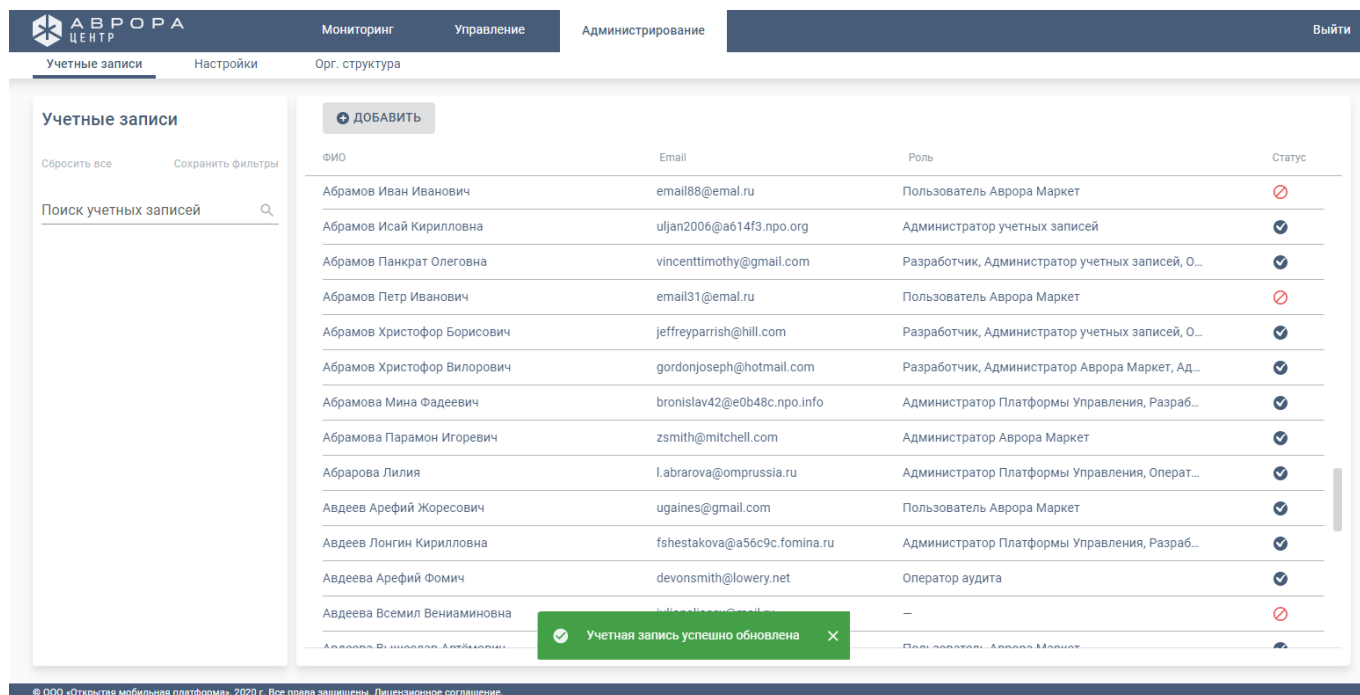 АВРОРА
ЦЕНТР
Мониторинг Управление Администрирование Выйти
Учетные записи Настройки Орг. структура
Учетные записи
Сбросить все Сохранить фильтры
Поиск учетных записей
ДОБАВИТЬ
ФИО Email Роль Статус
Абрамов Иван Иванович email88@emal.ru Пользователь Аврора Маркет
Абрамов Исай Кирилловна uljan2006@a614f3.npo.org Администратор учетных записей
Абрамов Панкрат Олеговна vincenttimothy@gmail.com Разработчик, Администратор учетных записей, О...
Абрамов Петр Иванович email31@emal.ru Пользователь Аврора Маркет
Абрамов Христофор Борисович jeffreyparrish@hill.com Разработчик, Администратор учетных записей, О...
Абрамов Христофор Вилорович gordonjoseph@hotmail.com Разработчик, Администратор Аврора Маркет, Ад...
Абрамова Мина Фадеевич bronislav42@e0b48c.npo.info Администратор Платформы Управления, Разраб...
Абрамова Парамон Игоревич zsmith@mitchell.com Администратор Аврора Маркет
Абрарова Лилия l.abrarova@omprussia.ru Администратор Платформы Управления, Операт...
Авдеев Арефий Жоресович ugaines@gmail.com Пользователь Аврора Маркет
Авдеев Лонгин Кирилловна fshestakova@a56c9c.fomina.ru Администратор Платформы Управления, Разраб...
Авдеева Арефий Фомич devonsmith@lowery.net Оператор аудита
Авдеева Всемил Вениаминовна –
Авдеева Вышеслав Артёмович Пользователь Аврора Маркет
Учетная запись успешно обновлена
© ООО «Открытая мобильная платформа», 2020 г. Все права защищены. Лицензионное соглашение.